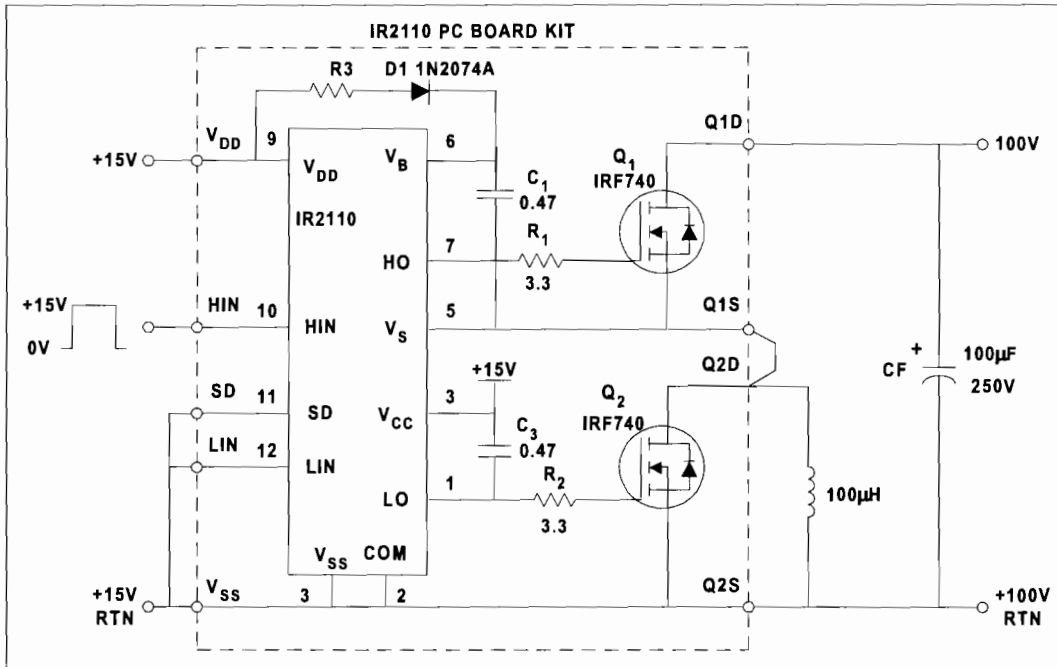 IR2110 PC BOARD KIT
R3
D1 1N2074A
V_DD
9
+15V
V_DD
V_B
6
IR2110
C_1
0.47
Q_1
IRF740
Q1D
100V
7
HO
R_1
3.3
+15V
0V
HIN
10
HIN
5
V_S
Q1S
Q2D
+15V
SD
11
SD
3
V_CC
C_3
0.47
Q_2
IRF740
+
CF
100µF
250V
LIN
12
LIN
1
LO
R_2
3.3
100µH
V_SS
COM
3
2
+15V
RTN
V_SS
Q2S
+100V
RTN